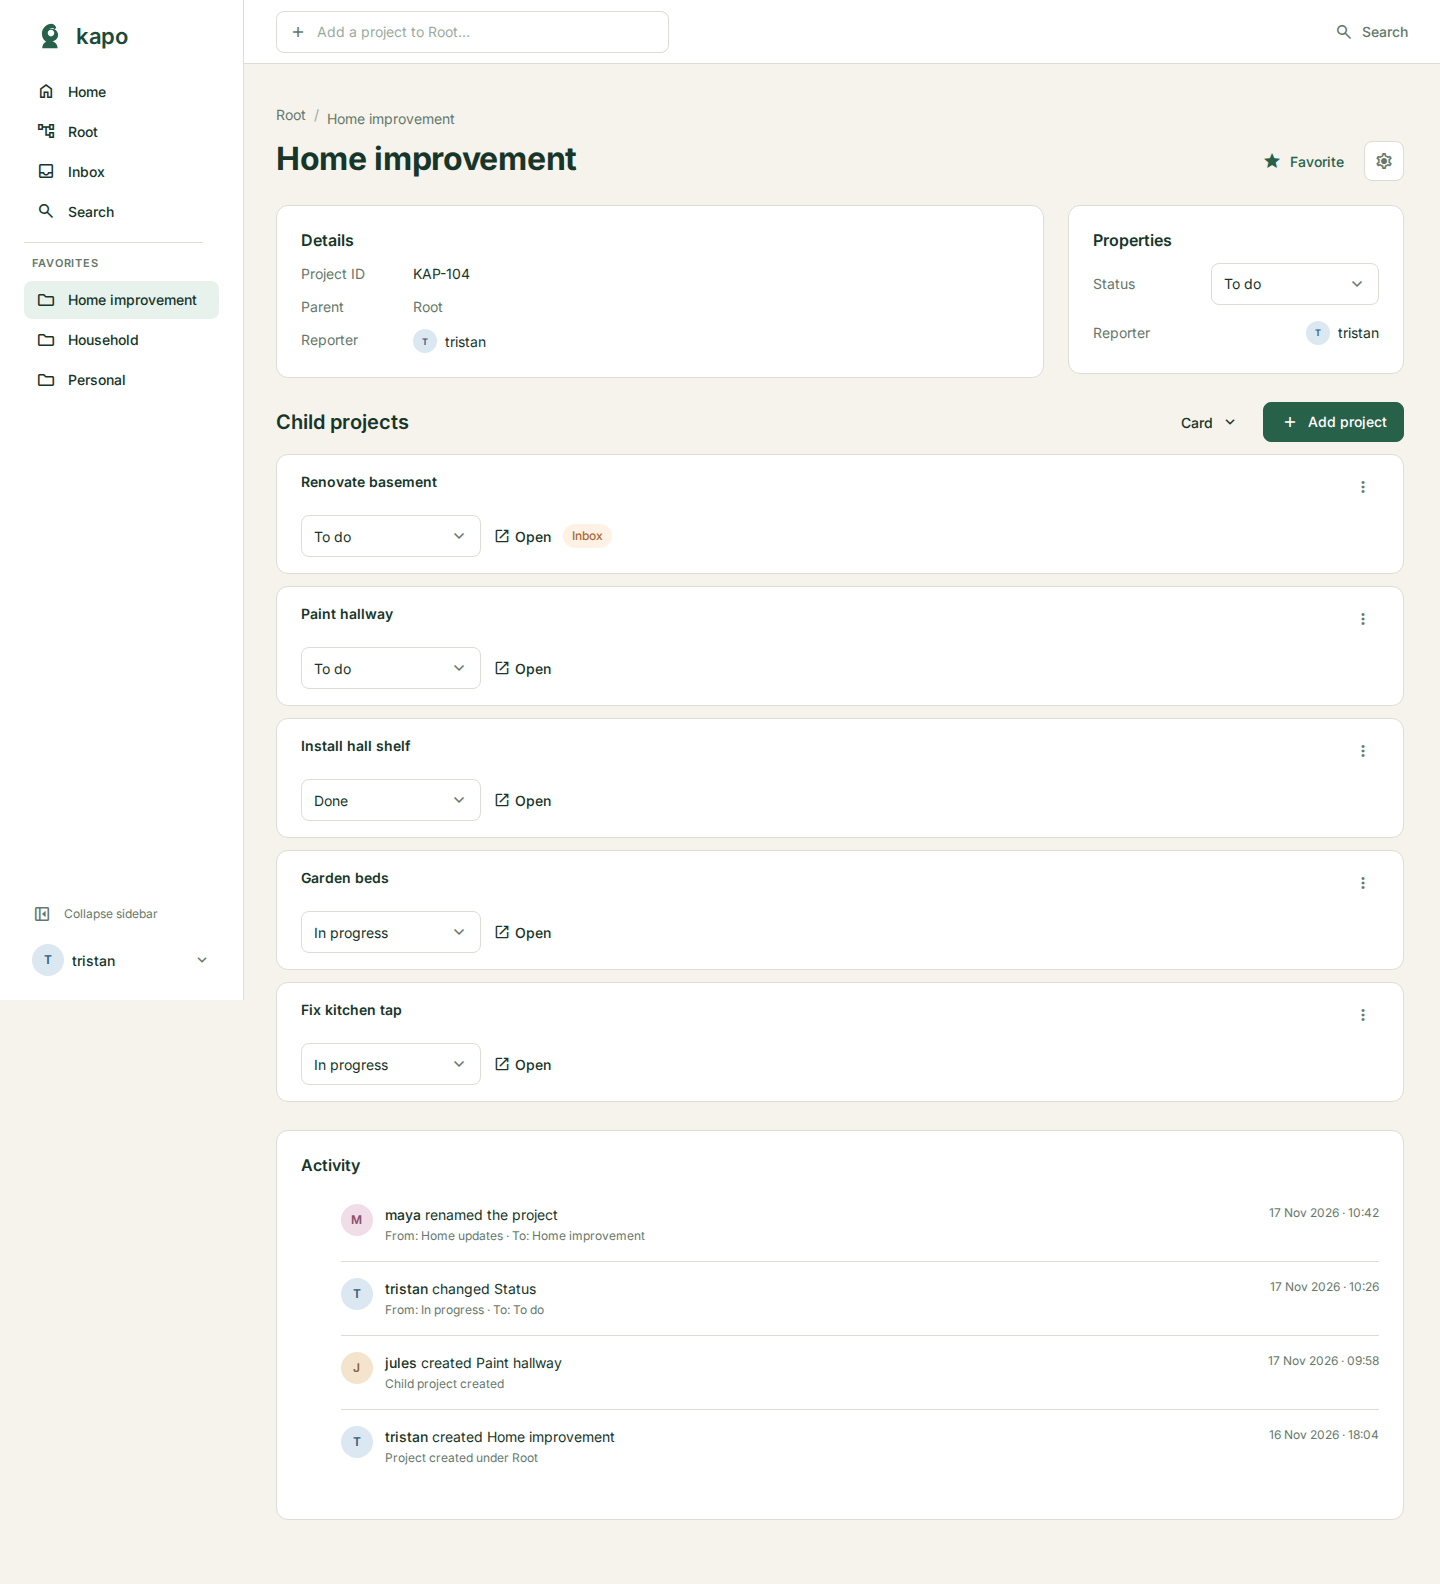 kapo
Add a project to Root...
Search
Home
Root
Inbox
Search
FAVORITES
Home improvement
Household
Personal
Collapse sidebar
T tristan
Root / Home improvement
Home improvement
Favorite
Details
Project ID KAP-104
Parent Root
Reporter T tristan
Properties
Status To do
Reporter T tristan
Child projects
Card
Add project
Renovate basement
To do Open Inbox
Paint hallway
To do Open
Install hall shelf
Done Open
Garden beds
In progress Open
Fix kitchen tap
In progress Open
Activity
M maya renamed the project 17 Nov 2026 · 10:42
From: Home updates · To: Home improvement
T tristan changed Status 17 Nov 2026 · 10:26
From: In progress · To: To do
J jules created Paint hallway 17 Nov 2026 · 09:58
Child project created
T tristan created Home improvement 16 Nov 2026 · 18:04
Project created under Root